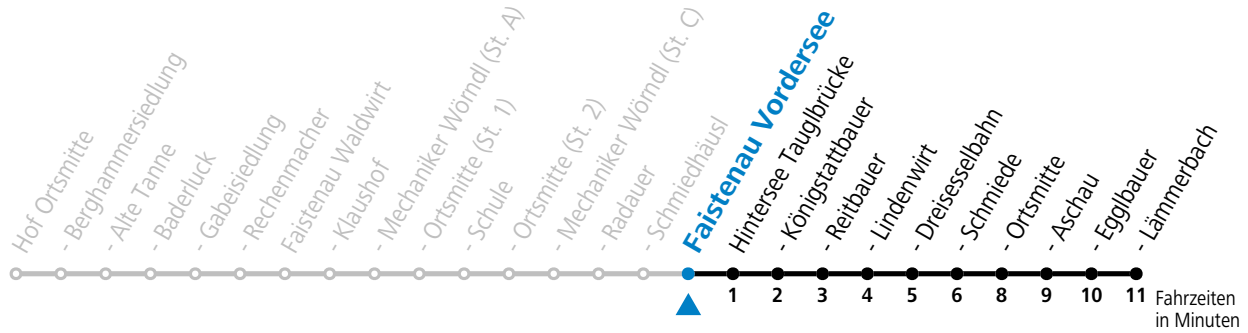 Hof Ortsmitte
- Berghammersiedlung
- Alte Tanne
- Baderluck
- Gabeisiedlung
- Rechenmacher
Faistenau Waldwirt
- Klaushof
- Mechaniker Wörndl (St. A)
- Ortsmitte (St. 1)
- Schule
- Ortsmitte (St. 2)
- Mechaniker Wörndl (St. C)
- Radauer
- Schmiedhäusl
Faistenau Vordersee
Hintersee Tauglbrücke
- Königstattbauer
- Reitbauer
- Lindenwirt
- Dreisesselbahn
- Schmiede
- Ortsmitte
- Aschau
- Egglbauer
- Lämmerbach
1 2 3 4 5 6 8 9 10 11 Fahrzeiten
in Minuten